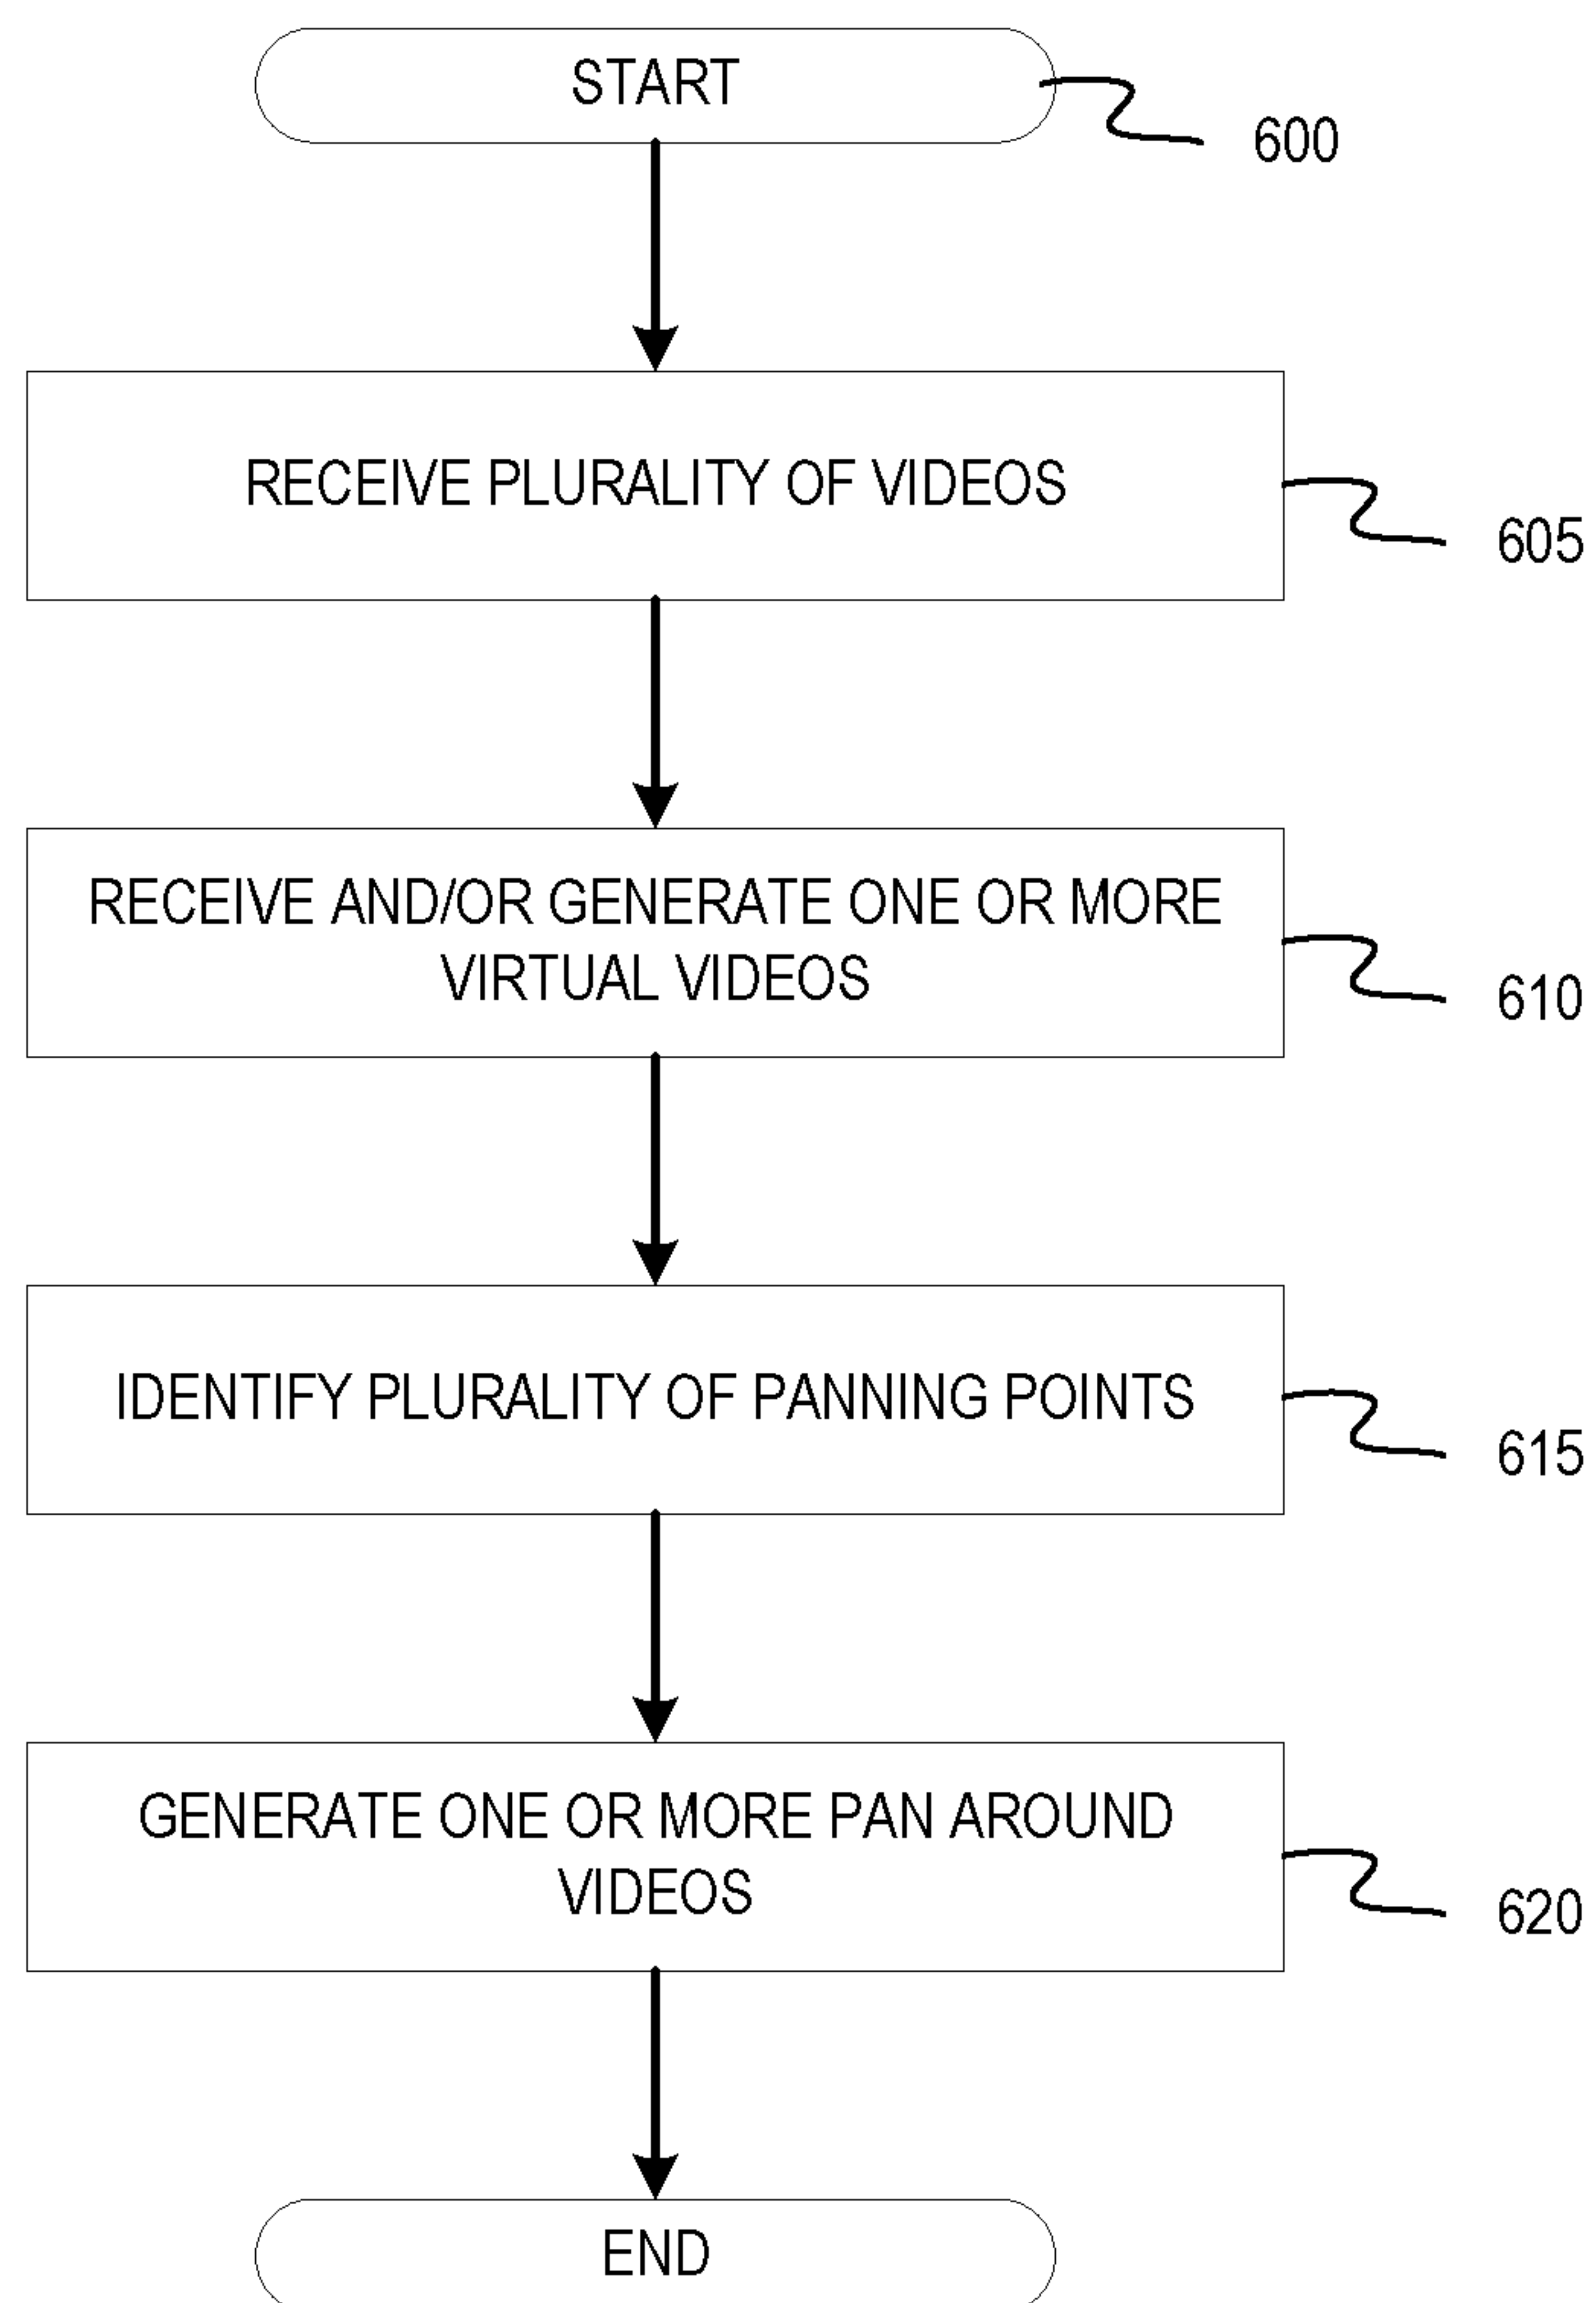 START
600
RECEIVE PLURALITY OF VIDEOS
605
RECEIVE AND/OR GENERATE ONE OR MORE
VIRTUAL VIDEOS
610
IDENTIFY PLURALITY OF PANNING POINTS
615
GENERATE ONE OR MORE PAN AROUND
VIDEOS
620
END